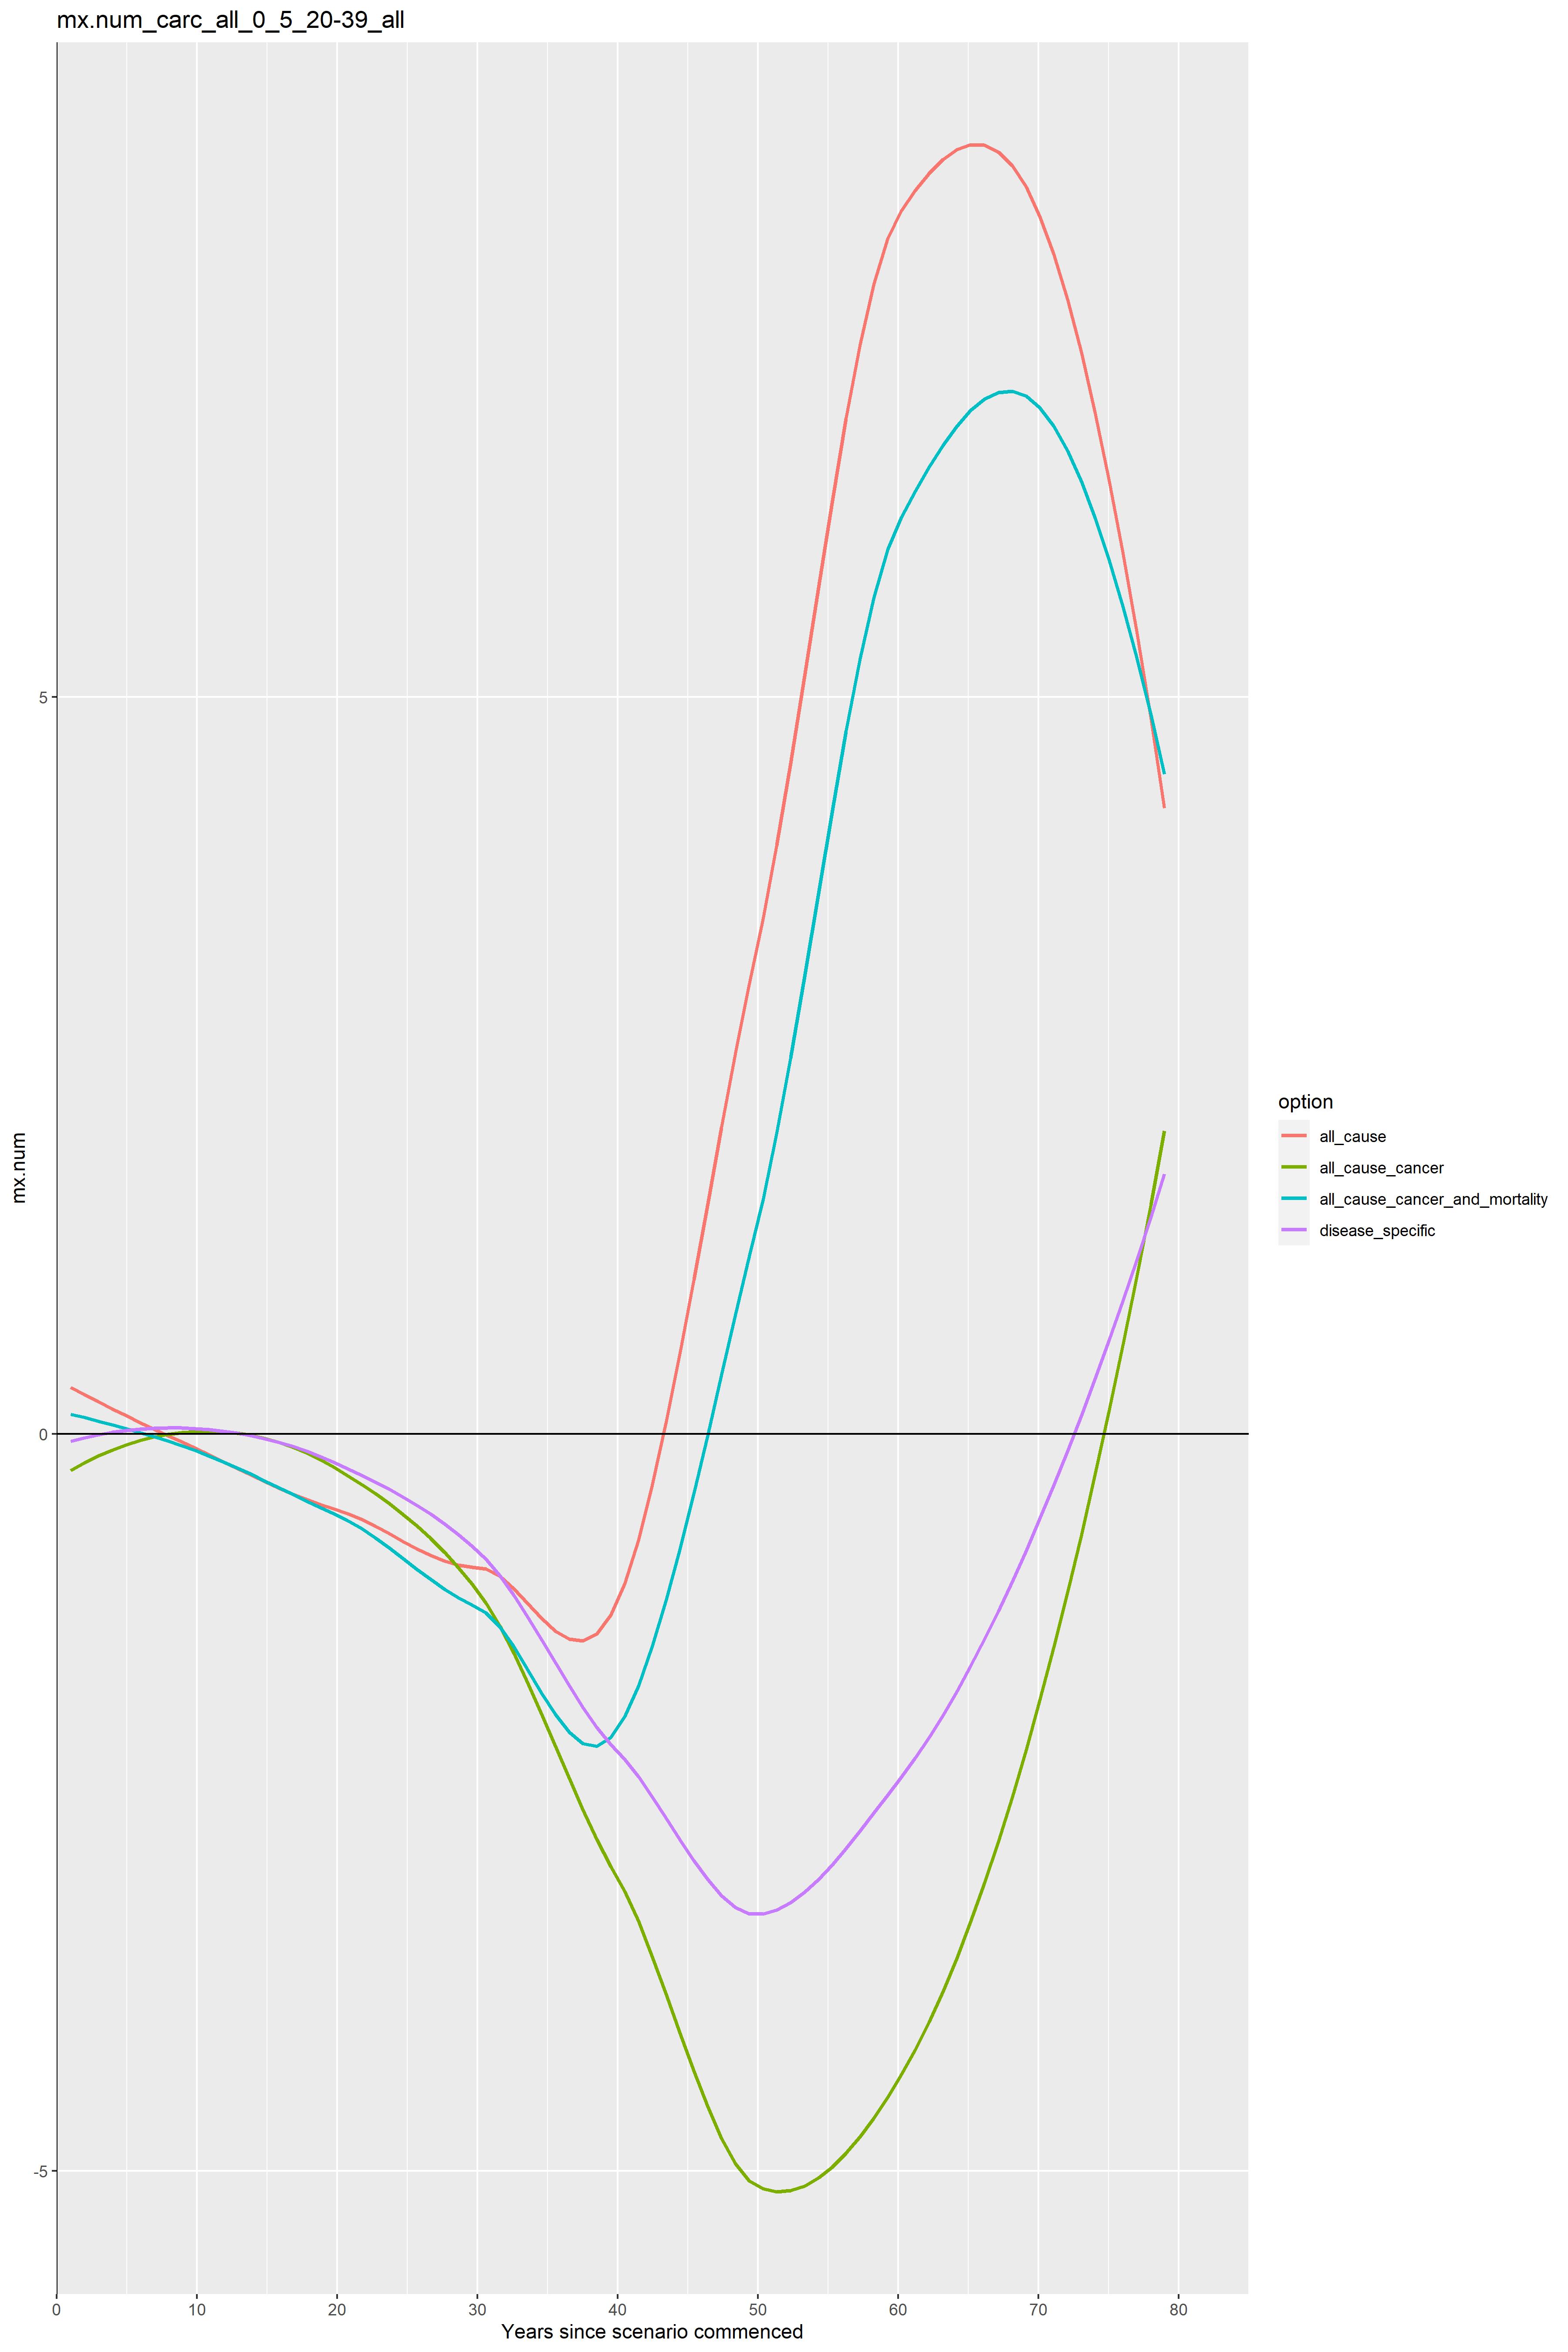 mx.num_carc_all_0_5_20-39_all
mx.num
5
0
-5
0 10 20 30 40 50 60 70 80
Years since scenario commenced
option
all_cause
all_cause_cancer
all_cause_cancer_and_mortality
disease_specific